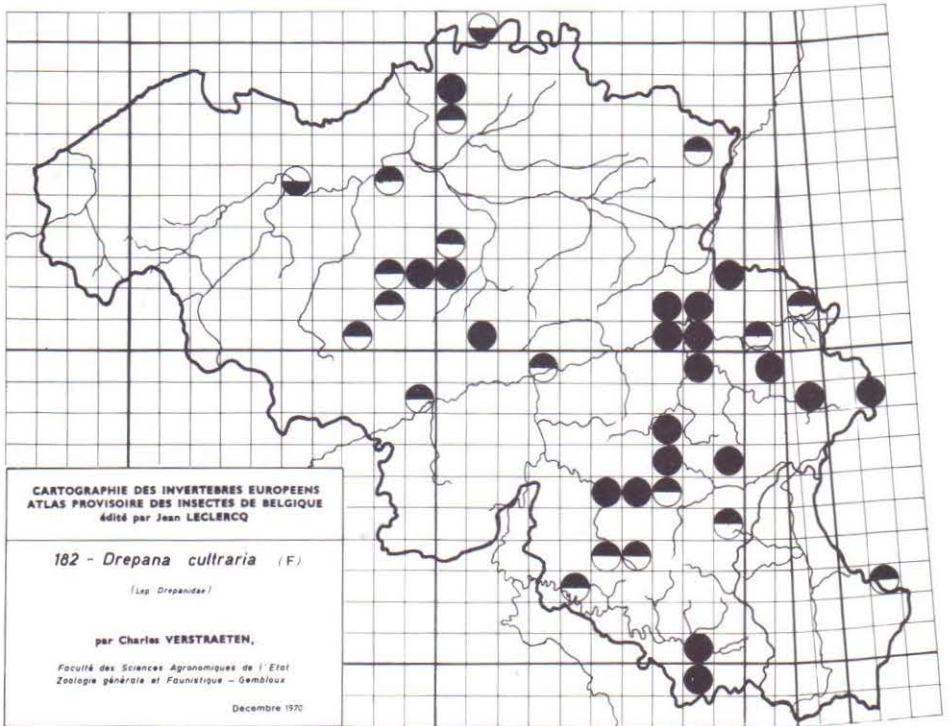 CARTOGRAPHIE DES INVERTEBRES EUROPEENS
ATLAS PROVISOIRE DES INSECTES DE BELGIQUE
édité par Jean LECLERCQ
182 - Drepana cultraria (F)
(Lep Drepanidae)
par Charles VERSTRAETEN,
Faculté des Sciences Agronomiques de l'Etat
Zoologie générale et Faunistique - Gembloux
Decembre 1970